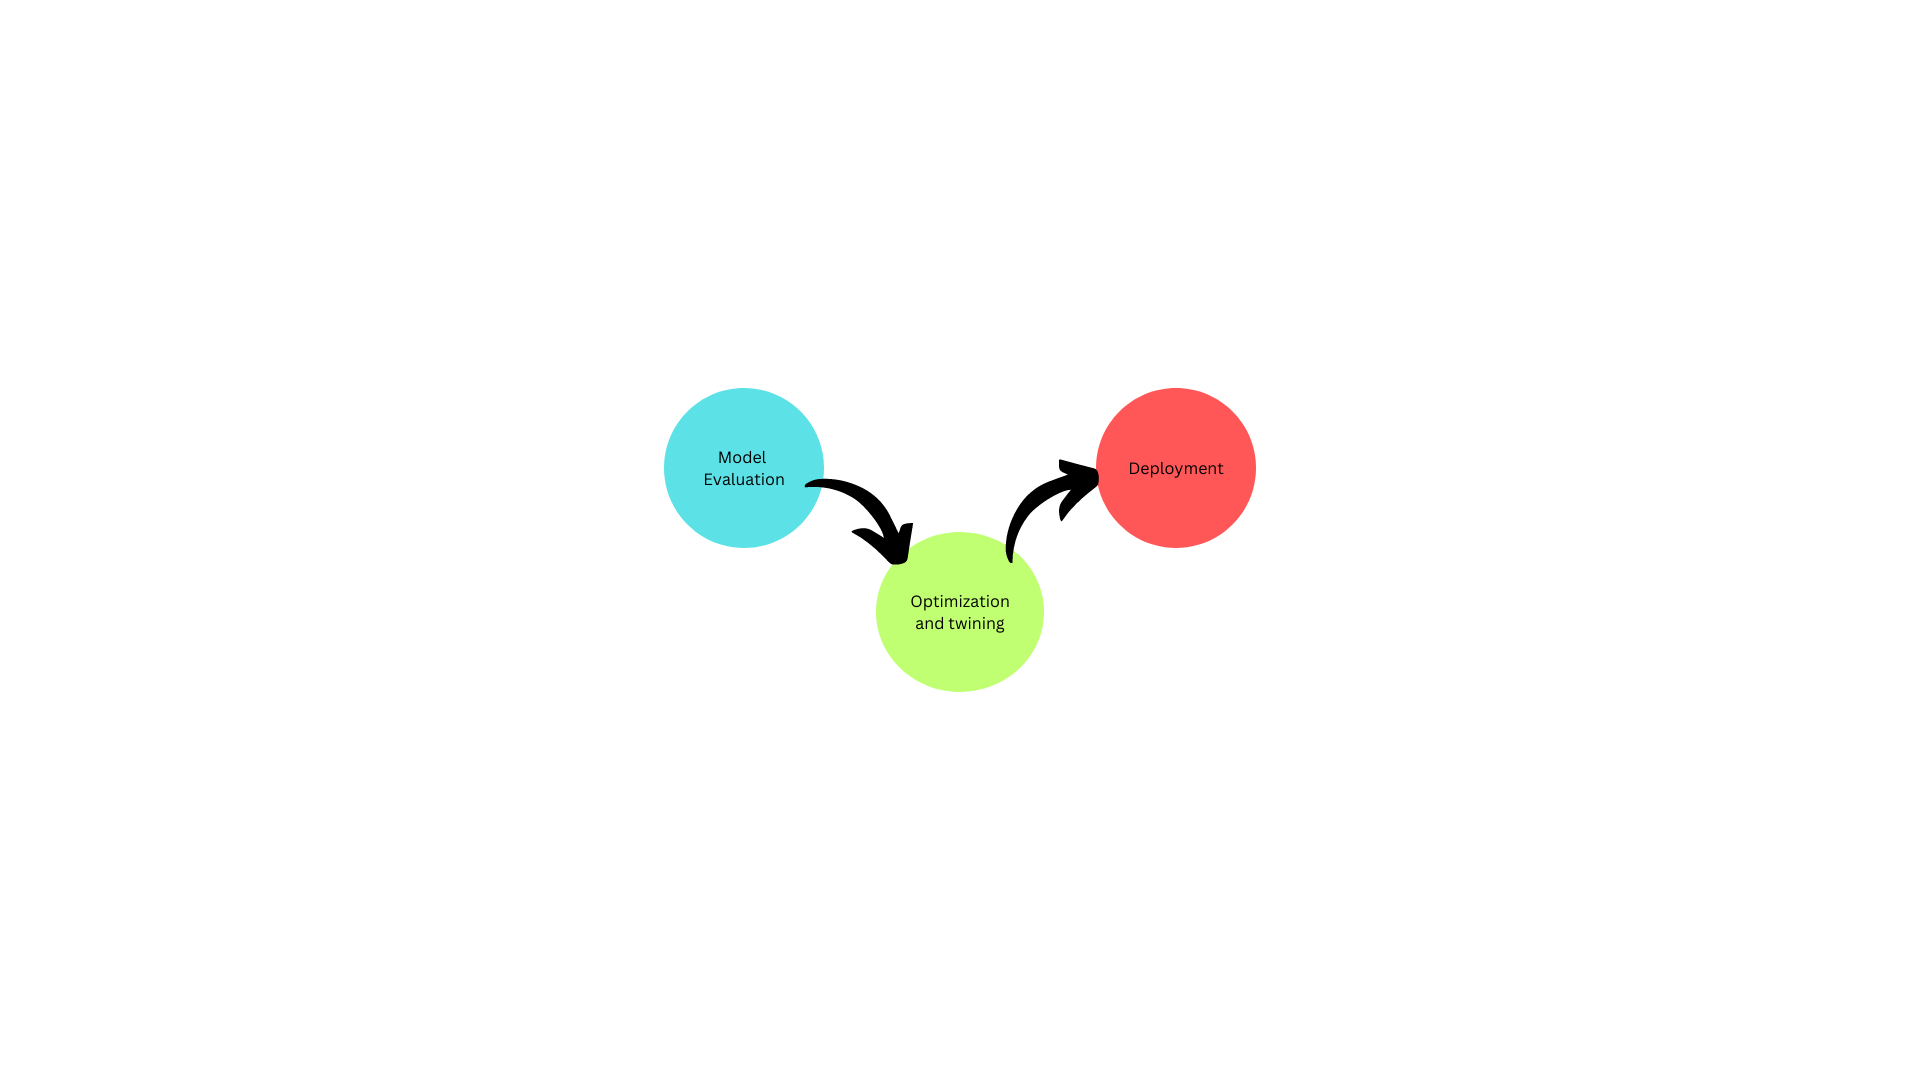 Model
Evaluation
Optimization
and twining
Deployment